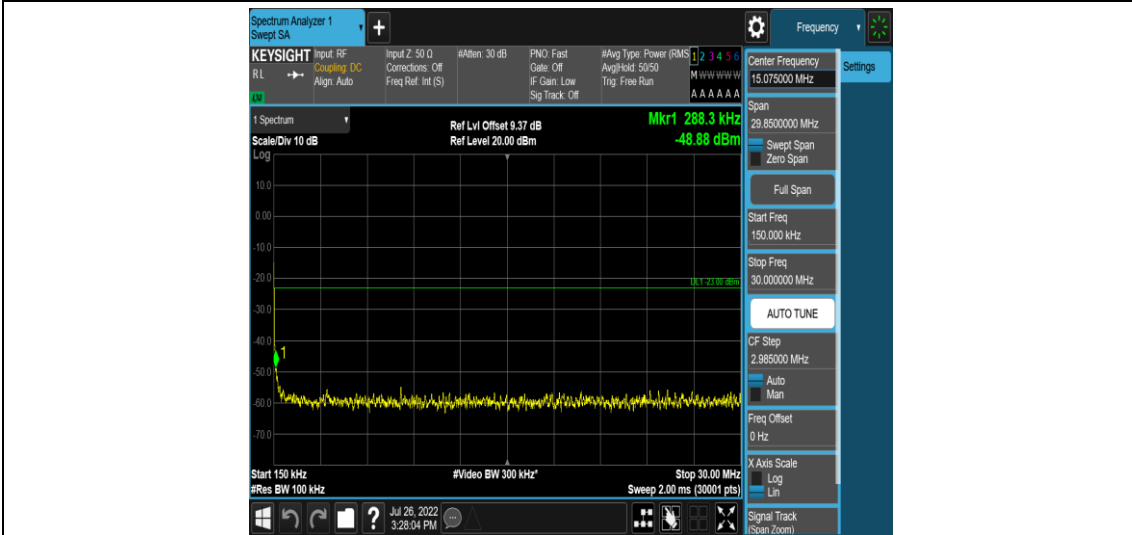 Spectrum Analyzer 1
Swept SA
+
Frequency
KEYSIGHT
RL
Input: RF
Coupling: DC
Align: Auto
Input Z: 50 Ω
Corrections: Off
Freq Ref: Int (S)
#Atten: 30 dB
PNO: Fast
Gate: Off
IF Gain: Low
Sig Track: Off
#Avg Type: Power (RMS
Avg|Hold: 50/50
Trig: Free Run
1 2 3 4 5 6
M W W W W W
A A A A A A
1 Spectrum
Scale/Div 10 dB
Ref Lvl Offset 9.37 dB
Ref Level 20.00 dBm
Mkr1 288.3 kHz
-48.88 dBm
Log
10.0
0.00
-10.0
-20.0
-30.0
-40.0
-50.0
-60.0
-70.0
DL1 -23.00 dBm
1
Start 150 kHz
#Res BW 100 kHz
#Video BW 300 kHz*
Stop 30.00 MHz
Sweep 2.00 ms (30001 pts)
?
Jul 26, 2022
3:28:04 PM
Center Frequency
15.075000 MHz
Settings
Span
29.8500000 MHz
Swept Span
Zero Span
Full Span
Start Freq
150.000 kHz
Stop Freq
30.000000 MHz
AUTO TUNE
CF Step
2.985000 MHz
Auto
Man
Freq Offset
0 Hz
X Axis Scale
Log
Lin
Signal Track
(Span Zoom)